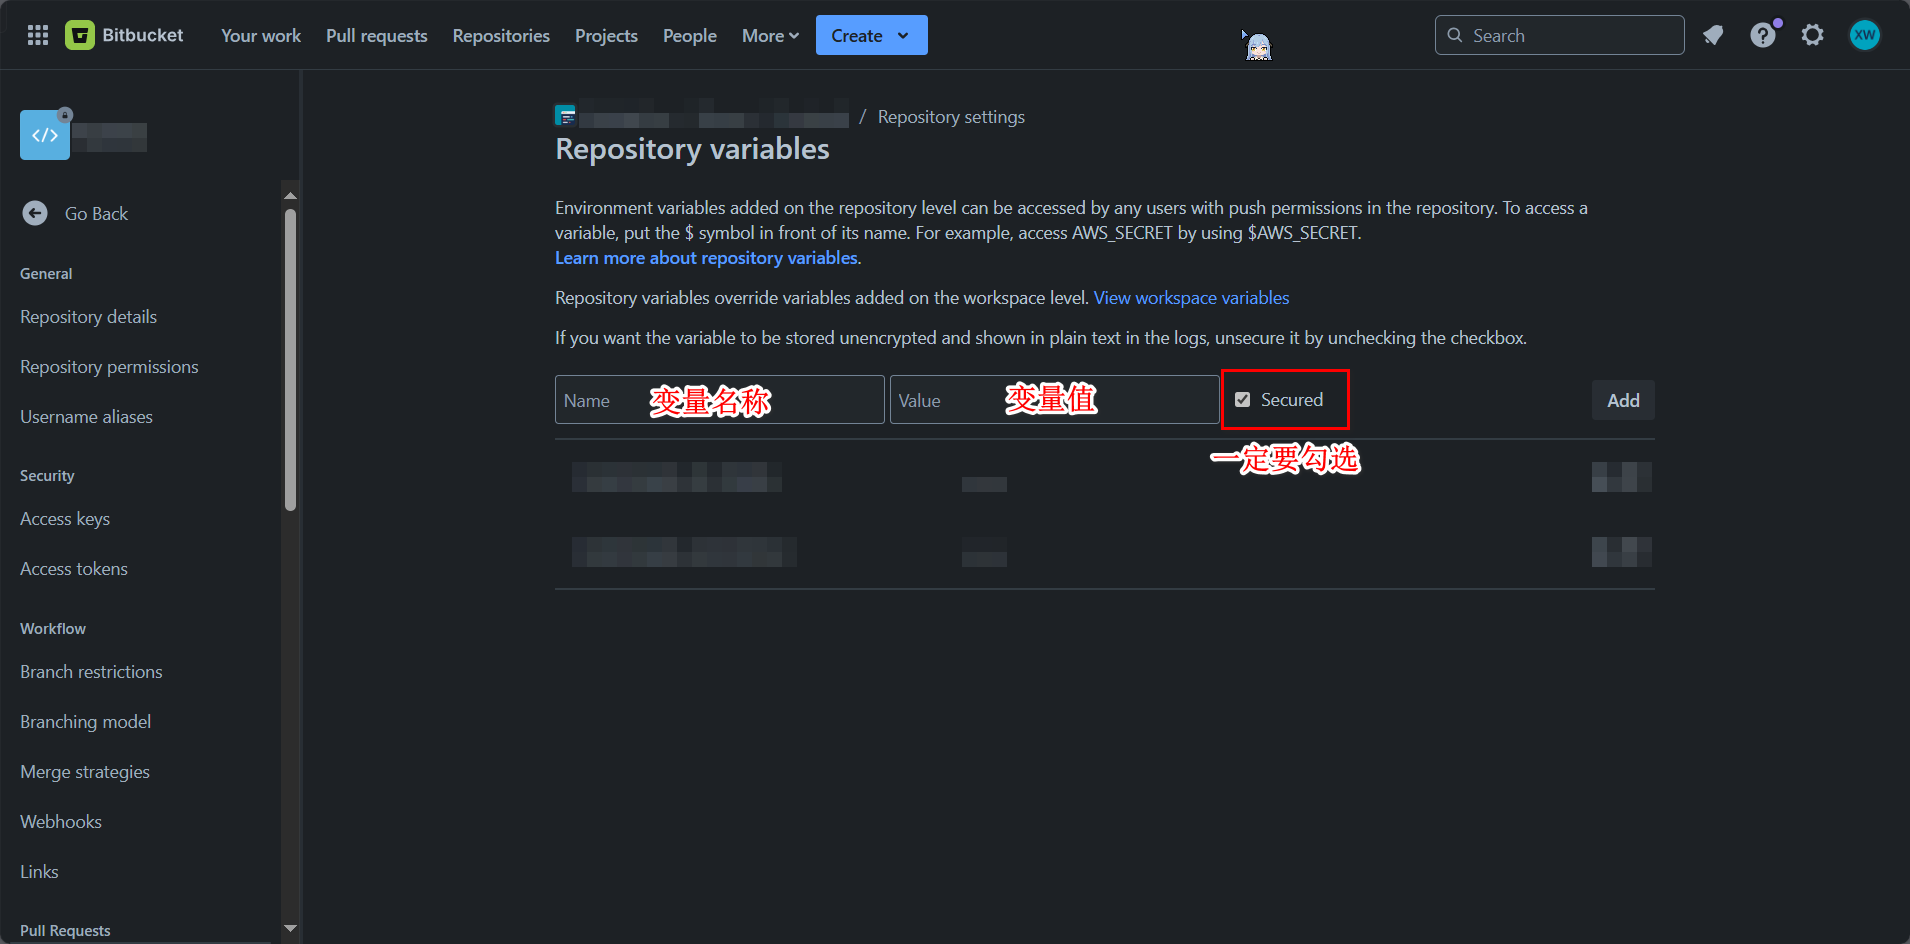 Bitbucket
Your work
Pull requests
Repositories
Projects
People
More
Create
Search
XW
/ Repository settings
Repository variables
Go Back
Environment variables added on the repository level can be accessed by any users with push permissions in the repository. To access a
variable, put the $ symbol in front of its name. For example, access AWS_SECRET by using $AWS_SECRET.
Learn more about repository variables.
General
Repository variables override variables added on the workspace level. View workspace variables
Repository details
If you want the variable to be stored unencrypted and shown in plain text in the logs, unsecure it by unchecking the checkbox.
Repository permissions
Name 变量名称
Value 变量值
Secured
Add
Username aliases
一定要勾选
Security
Access keys
Access tokens
Workflow
Branch restrictions
Branching model
Merge strategies
Webhooks
Links
Pull Requests